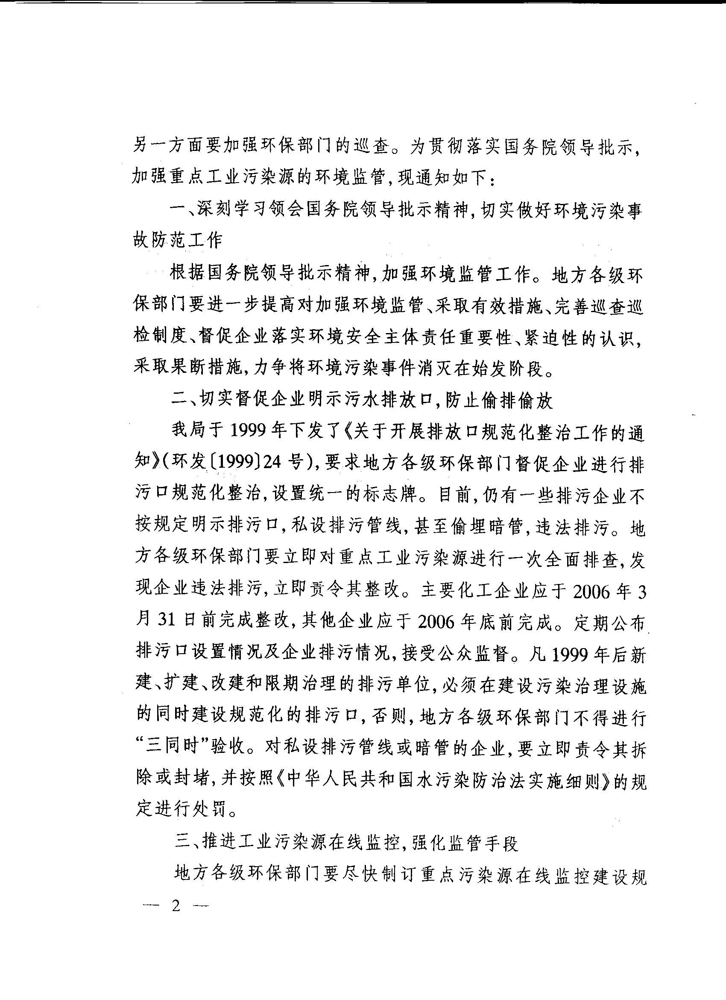 另一方面要加强环保部门的巡查。为贯彻落实国务院领导批示,
加强重点工业污染源的环境监管,现通知如下:
一、深刻学习领会国务院领导批示精神,切实做好环境污染事
故防范工作
根据国务院领导批示精神,加强环境监管工作。地方各级环
保部门要进一步提高对加强环境监管、采取有效措施、完善巡查巡
检制度、督促企业落实环境安全主体责任重要性、紧迫性的认识,
采取果断措施,力争将环境污染事件消灭在始发阶段。
二、切实督促企业明示污水排放口,防止偷排偷放
我局于1999年下发了《关于开展排放口规范化整治工作的通
知》(环发〔1999〕24号),要求地方各级环保部门督促企业进行排
污口规范化整治,设置统一的标志牌。目前,仍有一些排污企业不
按规定明示排污口,私设排污管线,甚至偷埋暗管,违法排污。地
方各级环保部门要立即对重点工业污染源进行一次全面排查,发
现企业违法排污,立即责令其整改。主要化工企业应于2006年3
月31日前完成整改,其他企业应于2006年底前完成。定期公布
排污口设置情况及企业排污情况,接受公众监督。凡1999年后新
建、扩建、改建和限期治理的排污单位,必须在建设污染治理设施
的同时建设规范化的排污口,否则,地方各级环保部门不得进行
“三同时”验收。对私设排污管线或暗管的企业,要立即责令其拆
除或封堵,并按照《中华人民共和国水污染防治法实施细则》的规
定进行处罚。
三、推进工业污染源在线监控,强化监管手段
地方各级环保部门要尽快制订重点污染源在线监控建设规
— 2 —